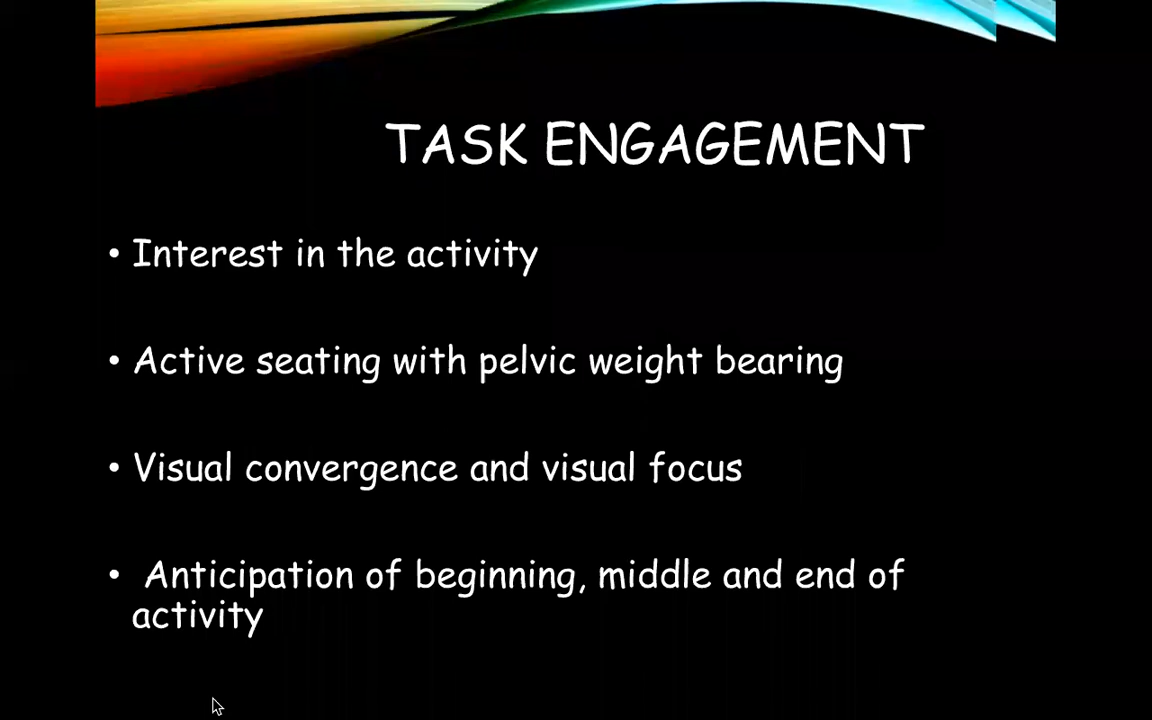 TASK ENGAGEMENT
• Interest in the activity
• Active seating with pelvic weight bearing
• Visual convergence and visual focus
• Anticipation of beginning, middle and end of
activity